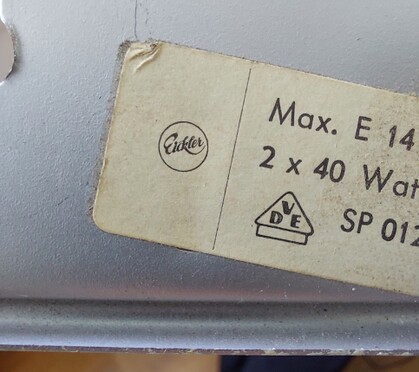 Eickler
Max. E 14
2 x 40 Wat
VDE
SP 012